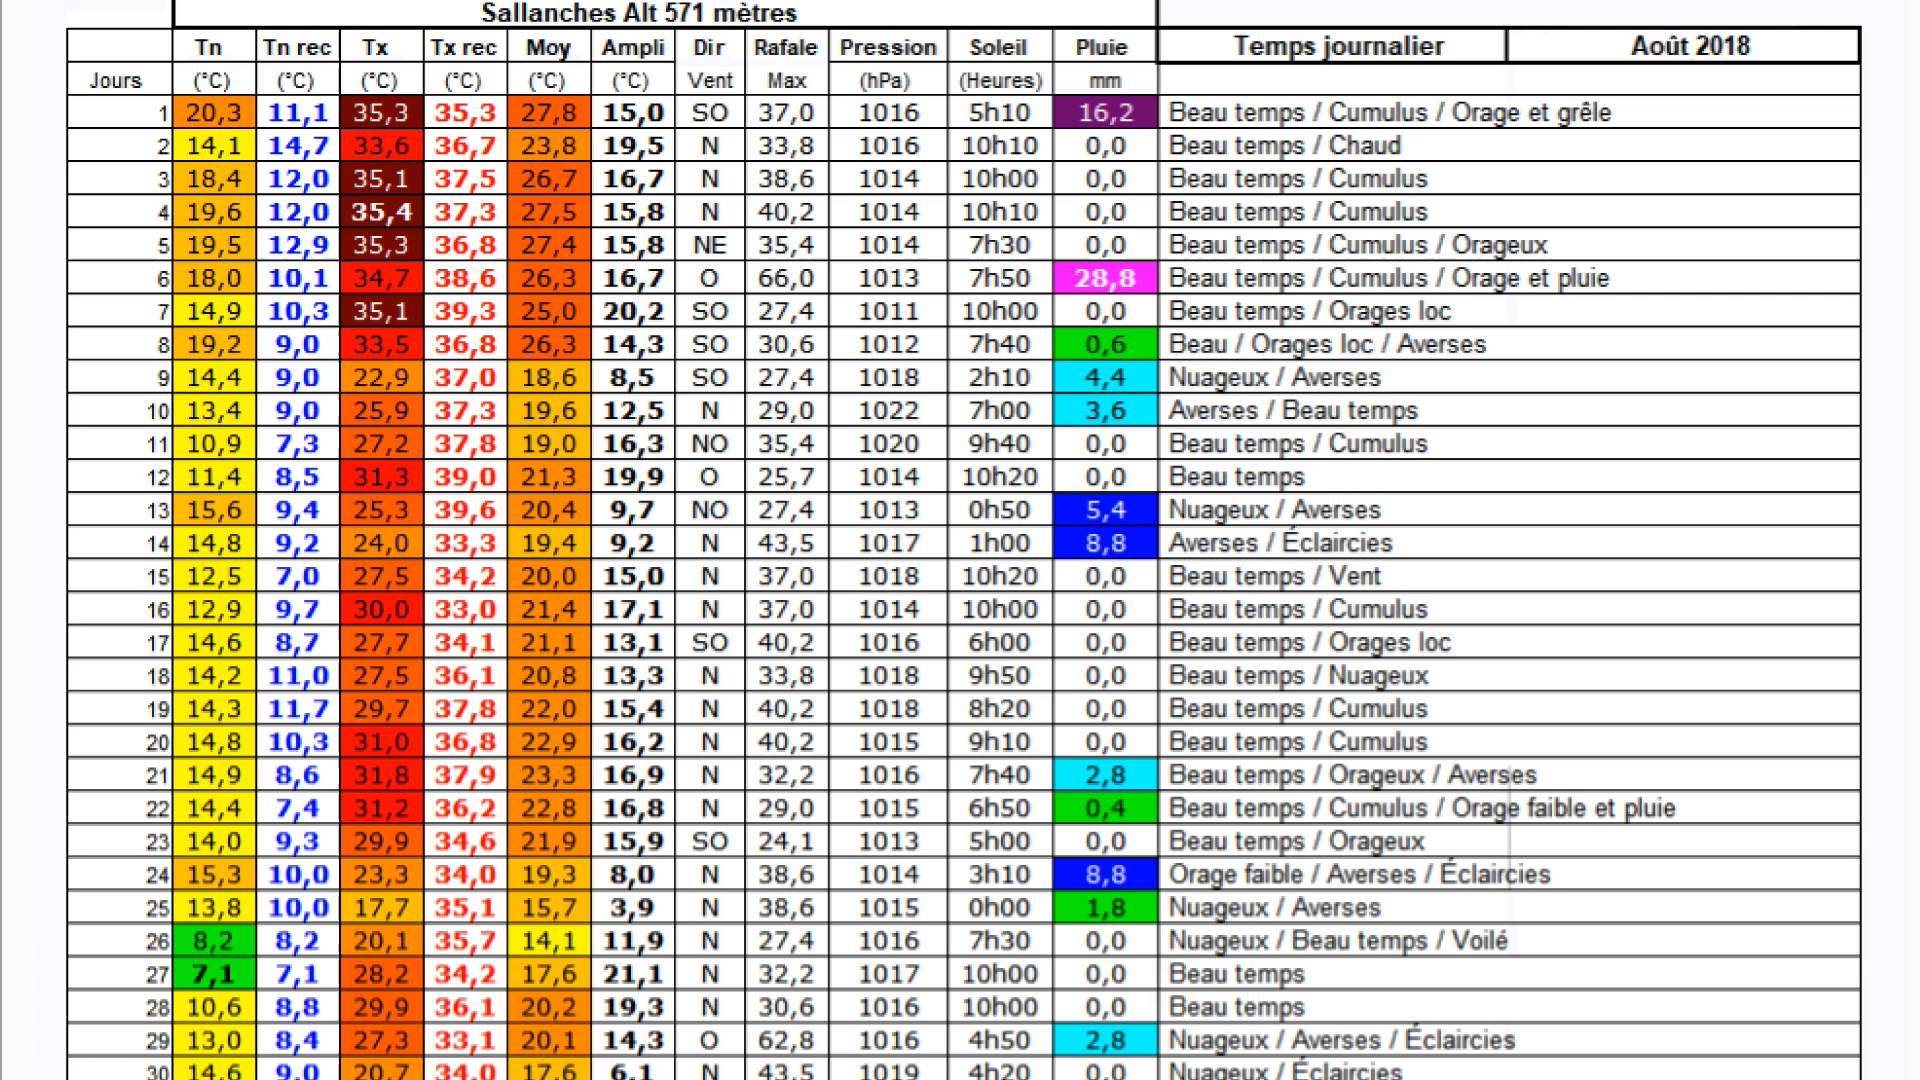 Sallanches Alt 571 mètres
Tn Tn rec Tx Tx rec Moy Ampli Dir Rafale Pression Soleil Pluie Temps journalier Août 2018
Jours (°C) (°C) (°C) (°C) (°C) (°C) Vent Max (hPa) (Heures) mm
1 20,3 11,1 35,3 35,3 27,8 15,0 SO 37,0 1016 5h10 16,2 Beau temps / Cumulus / Orage et grêle
2 14,1 14,7 33,6 36,7 23,8 19,5 N 33,8 1016 10h10 0,0 Beau temps / Chaud
3 18,4 12,0 35,1 37,5 26,7 16,7 N 38,6 1014 10h00 0,0 Beau temps / Cumulus
4 19,6 12,0 35,4 37,3 27,5 15,8 N 40,2 1014 10h10 0,0 Beau temps / Cumulus
5 19,5 12,9 35,3 36,8 27,4 15,8 NE 35,4 1014 7h30 0,0 Beau temps / Cumulus / Orageux
6 18,0 10,1 34,7 38,6 26,3 16,7 O 66,0 1013 7h50 28,8 Beau temps / Cumulus / Orage et pluie
7 14,9 10,3 35,1 39,3 25,0 20,2 SO 27,4 1011 10h00 0,0 Beau temps / Orages loc
8 19,2 9,0 33,5 36,8 26,3 14,3 SO 30,6 1012 7h40 0,6 Beau / Orages loc / Averses
9 14,4 9,0 22,9 37,0 18,6 8,5 SO 27,4 1018 2h10 4,4 Nuageux / Averses
10 13,4 9,0 25,9 37,3 19,6 12,5 N 29,0 1022 7h00 3,6 Averses / Beau temps
11 10,9 7,3 27,2 37,8 19,0 16,3 NO 35,4 1020 9h40 0,0 Beau temps / Cumulus
12 11,4 8,5 31,3 39,0 21,3 19,9 O 25,7 1014 10h20 0,0 Beau temps
13 15,6 9,4 25,3 39,6 20,4 9,7 NO 27,4 1013 0h50 5,4 Nuageux / Averses
14 14,8 9,2 24,0 33,3 19,4 9,2 N 43,5 1017 1h00 8,8 Averses / Éclaircies
15 12,5 7,0 27,5 34,2 20,0 15,0 N 37,0 1018 10h20 0,0 Beau temps / Vent
16 12,9 9,7 30,0 33,0 21,4 17,1 N 37,0 1014 10h00 0,0 Beau temps / Cumulus
17 14,6 8,7 27,7 34,1 21,1 13,1 SO 40,2 1016 6h00 0,0 Beau temps / Orages loc
18 14,2 11,0 27,5 36,1 20,8 13,3 N 33,8 1018 9h50 0,0 Beau temps / Nuageux
19 14,3 11,7 29,7 37,8 22,0 15,4 N 40,2 1018 8h20 0,0 Beau temps / Cumulus
20 14,8 10,3 31,0 36,8 22,9 16,2 N 40,2 1015 9h10 0,0 Beau temps / Cumulus
21 14,9 8,6 31,8 37,9 23,3 16,9 N 32,2 1016 7h40 2,8 Beau temps / Orageux / Averses
22 14,4 7,4 31,2 36,2 22,8 16,8 N 29,0 1015 6h50 0,4 Beau temps / Cumulus / Orage faible et pluie
23 14,0 9,3 29,9 34,6 21,9 15,9 SO 24,1 1013 5h00 0,0 Beau temps / Orageux
24 15,3 10,0 23,3 34,0 19,3 8,0 N 38,6 1014 3h10 8,8 Orage faible / Averses / Éclaircies
25 13,8 10,0 17,7 35,1 15,7 3,9 N 38,6 1015 0h00 1,8 Nuageux / Averses
26 8,2 8,2 20,1 35,7 14,1 11,9 N 27,4 1016 7h30 0,0 Nuageux / Beau temps / Voilé
27 7,1 7,1 28,2 34,2 17,6 21,1 N 32,2 1017 10h00 0,0 Beau temps
28 10,6 8,8 29,9 36,1 20,2 19,3 N 30,6 1016 10h00 0,0 Beau temps
29 13,0 8,4 27,3 33,1 20,1 14,3 O 62,8 1016 4h50 2,8 Nuageux / Averses / Éclaircies
30 14,6 9,0 20,7 34,0 17,6 6,1 N 43,5 1019 4h20 0,0 Nuageux / Éclaircies